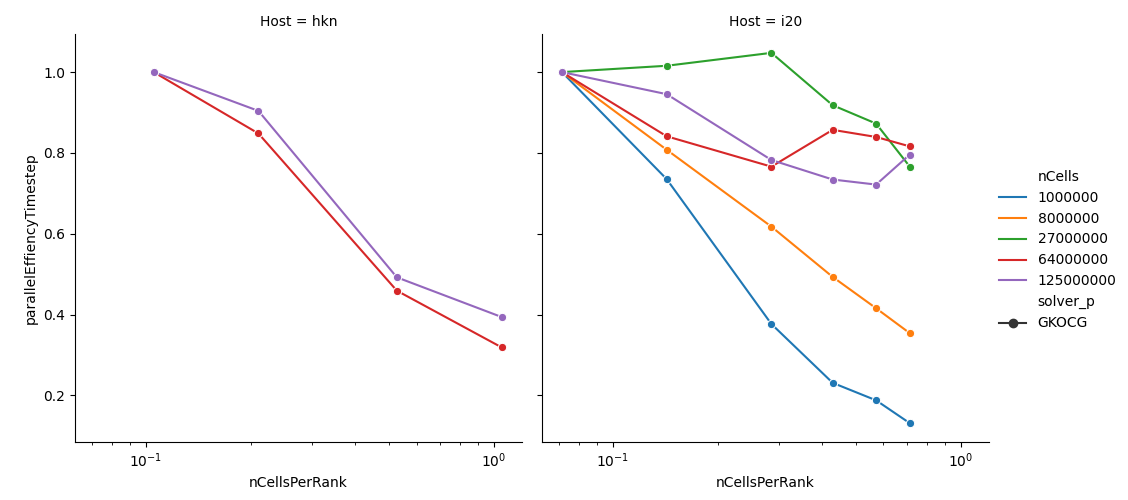 Host = hkn
Host = i20
parallelEffiencyTimestep
1.0
0.8
0.6
0.4
0.2
10⁻¹
10⁰
10⁻¹
10⁰
nCellsPerRank
nCellsPerRank
nCells
1000000
8000000
27000000
64000000
125000000
solver_p
GKOCG